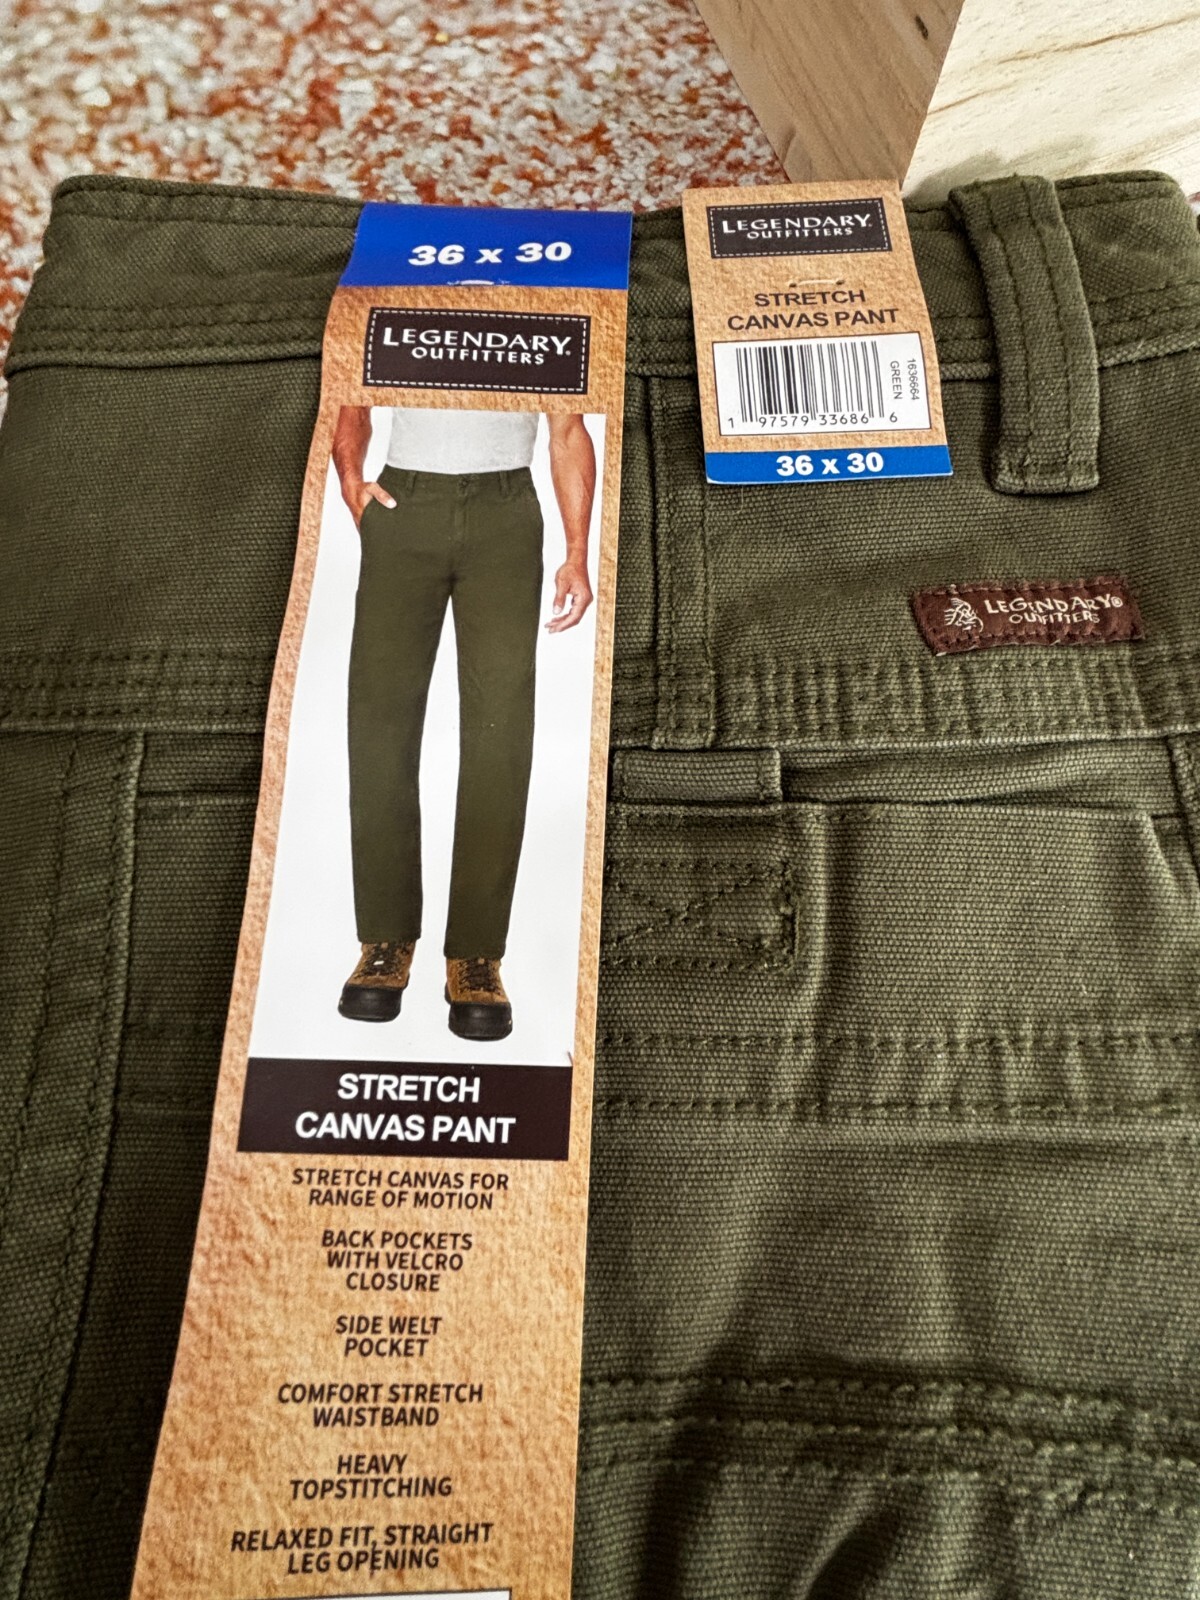 36 x 30
LEGENDARY®
OUTFITTERS
STRETCH
CANVAS PANT
STRETCH CANVAS FOR
RANGE OF MOTION
BACK POCKETS
WITH VELCRO
CLOSURE
SIDE WELT
POCKET
COMFORT STRETCH
WAISTBAND
HEAVY
TOPSTITCHING
RELAXED FIT, STRAIGHT
LEG OPENING
LEGENDARY®
OUTFITTERS
STRETCH
CANVAS PANT
1636664
GREEN
1 97579 33686 6
36 x 30
LEGENDARY®
OUTFITTERS